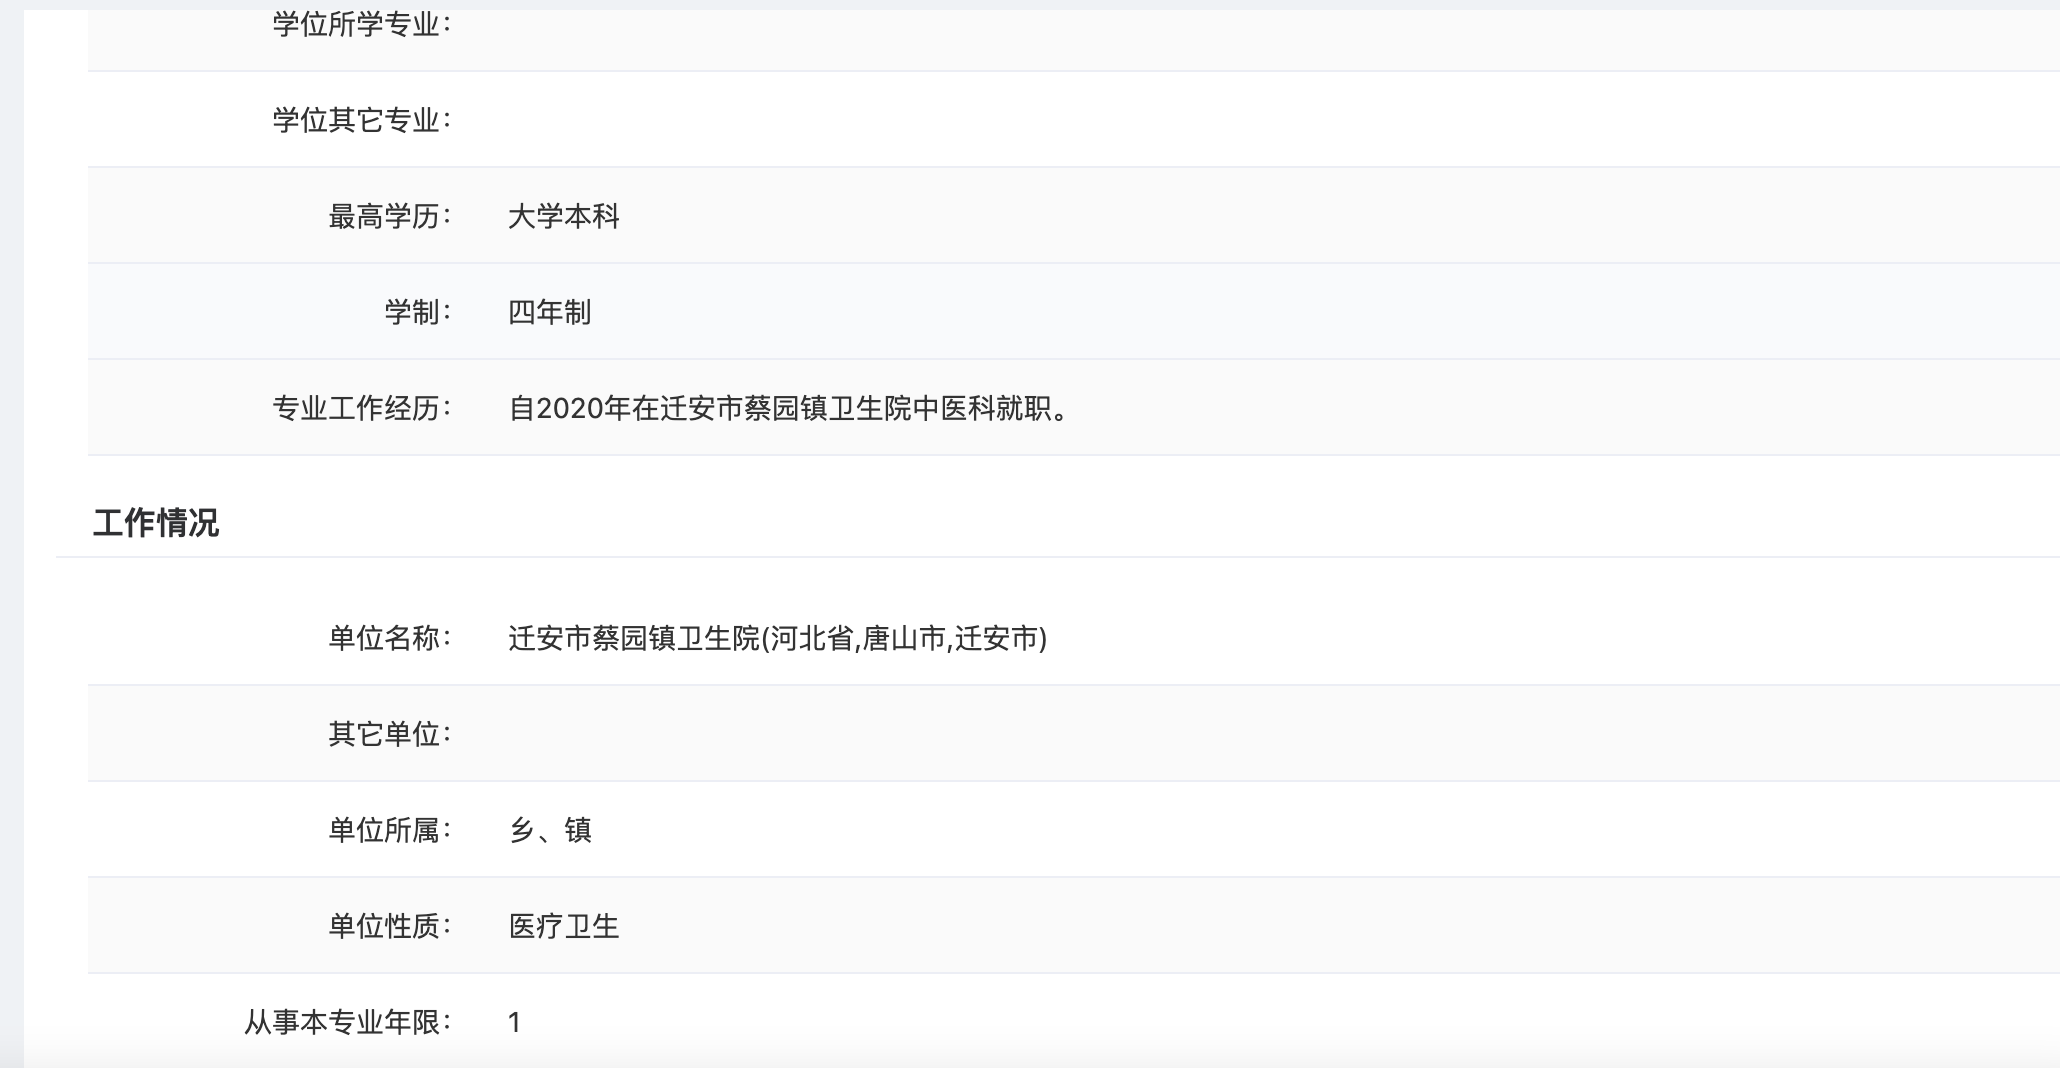 学位所学专业：
学位其它专业：
最高学历： 大学本科
学制： 四年制
专业工作经历： 自2020年在迁安市蔡园镇卫生院中医科就职。
工作情况
单位名称： 迁安市蔡园镇卫生院(河北省,唐山市,迁安市)
其它单位：
单位所属： 乡、镇
单位性质： 医疗卫生
从事本专业年限： 1